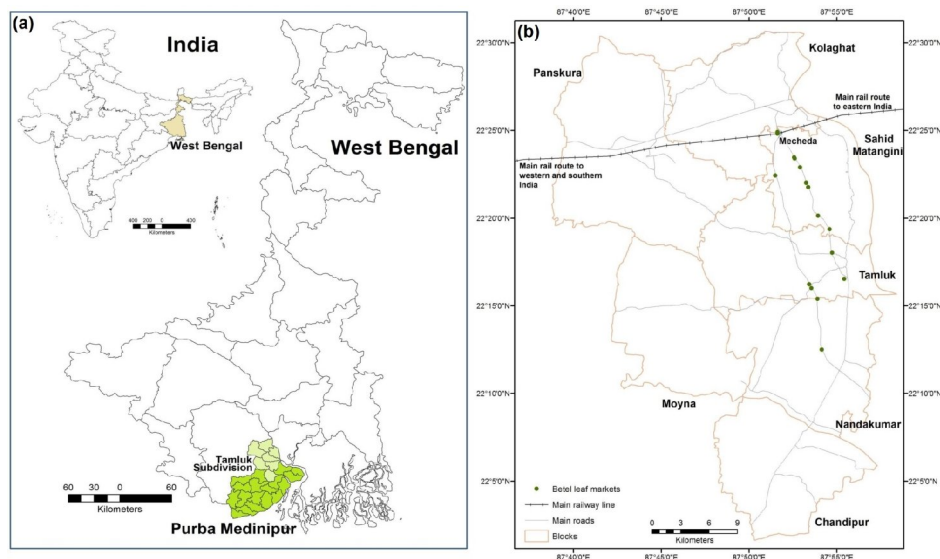 (a)
India
West Bengal
400 200 0 400
Kilometers
West Bengal
Tamluk
Subdivision
60 30 0 60
Kilometers
Purba Medinipur
(b)
87°40'0"E
87°45'0"E
87°50'0"E
87°55'0"E
22°30'0"N
22°25'0"N
22°20'0"N
22°15'0"N
22°10'0"N
22°5'0"N
Kolaghat
Panskura
Main rail route
to eastern India
Mecheda
Sahid
Matangini
Main rail route to
western and southern
India
Tamluk
Moyna
Nandakumar
Chandipur
Betel leaf markets
Main railway line
Main roads
Blocks
0 3 6 9
Kilometers
22°30'0"N
22°25'0"N
22°20'0"N
22°15'0"N
22°10'0"N
22°5'0"N
87°40'0"E
87°45'0"E
87°50'0"E
87°55'0"E